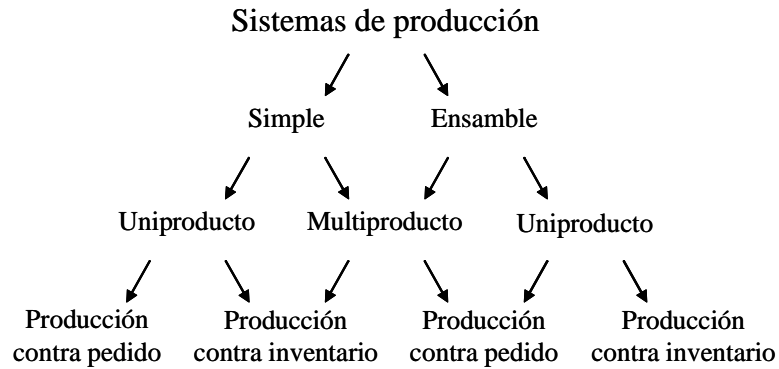 Sistemas de producción
Simple Ensamble
Uniproducto Multiproducto Uniproducto
Producción Producción Producción Producción
contra pedido contra inventario contra pedido contra inventario